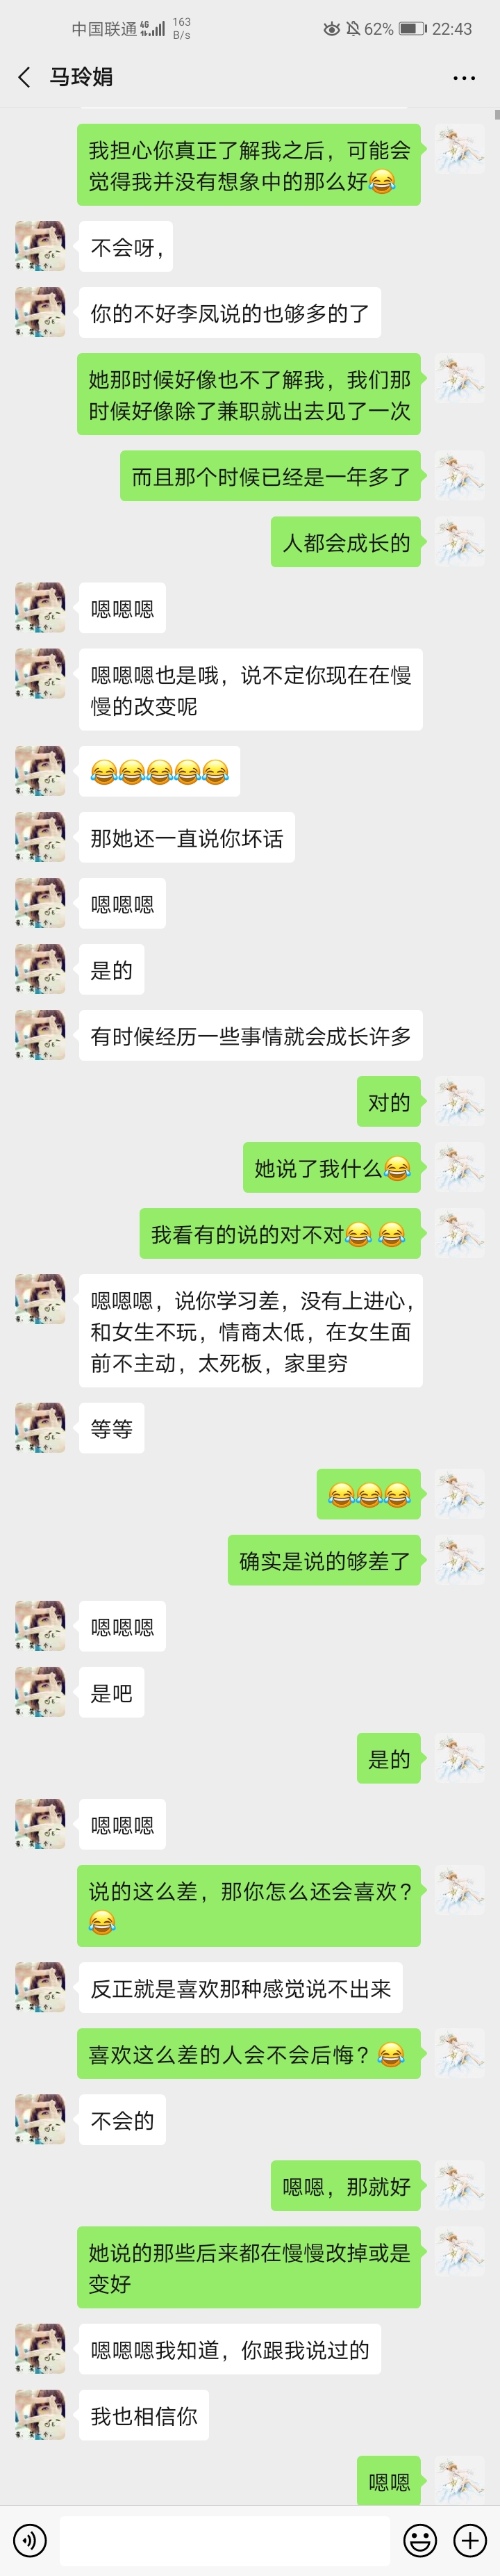 中国联通 4G 163 B/s 62% 22:43
马玲娟
我担心你真正了解我之后，可能会
觉得我并没有想象中的那么好😂
不会呀，
你的不好李凤说的也够多的了
她那时候好像也不了解我，我们那
时候好像除了兼职就出去见了一次
而且那个时候已经是一年多了
人都会成长的
嗯嗯嗯
嗯嗯嗯也是哦，说不定你现在在慢
慢的改变呢
😂😂😂😂😂
那她还一直说你坏话
嗯嗯嗯
是的
有时候经历一些事情就会成长许多
对的
她说了我什么😂
我看有的说的对不对😂 😂
嗯嗯嗯，说你学习差，没有上进心，
和女生不玩，情商太低，在女生面
前不主动，太死板，家里穷
等等
😂😂😂
确实是说的够差了
嗯嗯嗯
是吧
是的
嗯嗯嗯
说的这么差，那你怎么还会喜欢？
😂
反正就是喜欢那种感觉说不出来
喜欢这么差的人会不会后悔？😂
不会的
嗯嗯，那就好
她说的那些后来都在慢慢改掉或是
变好
嗯嗯嗯我知道，你跟我说过的
我也相信你
嗯嗯